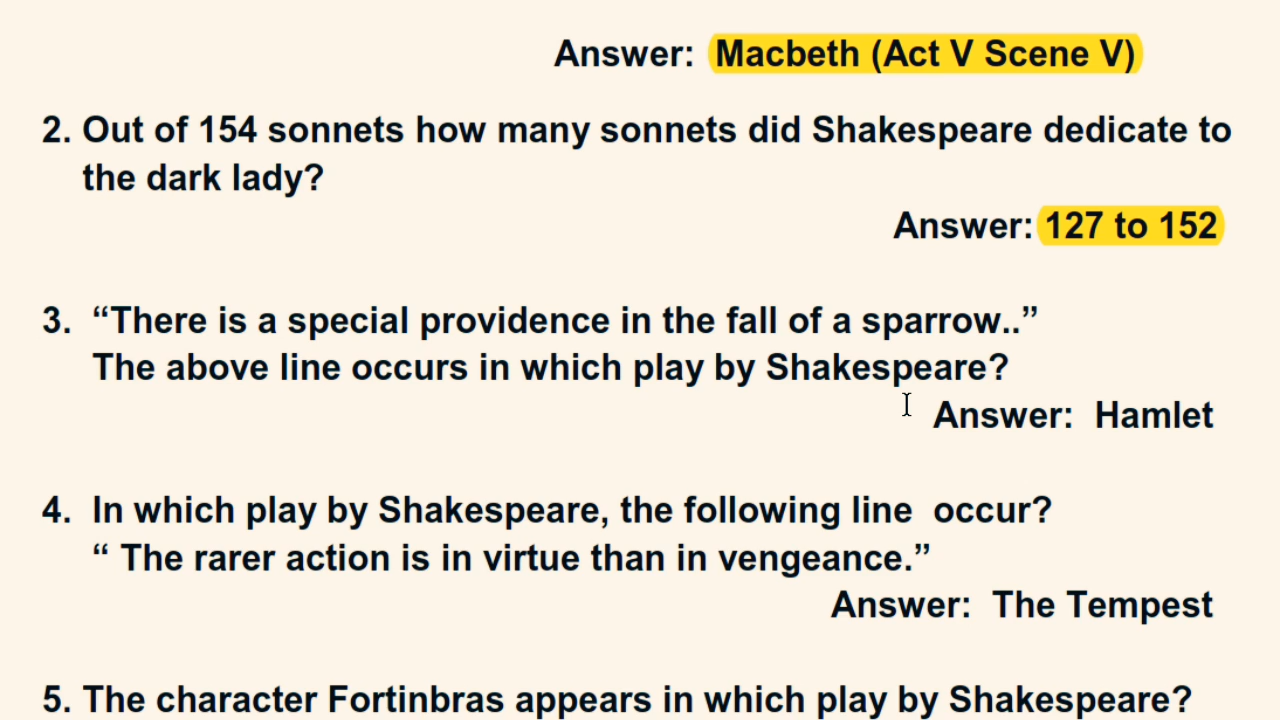 Answer: Macbeth (Act V Scene V)
2. Out of 154 sonnets how many sonnets did Shakespeare dedicate to
the dark lady?
Answer: 127 to 152
3. “There is a special providence in the fall of a sparrow..”
The above line occurs in which play by Shakespeare?
Answer: Hamlet
4. In which play by Shakespeare, the following line occur?
“ The rarer action is in virtue than in vengeance.”
Answer: The Tempest
5. The character Fortinbras appears in which play by Shakespeare?